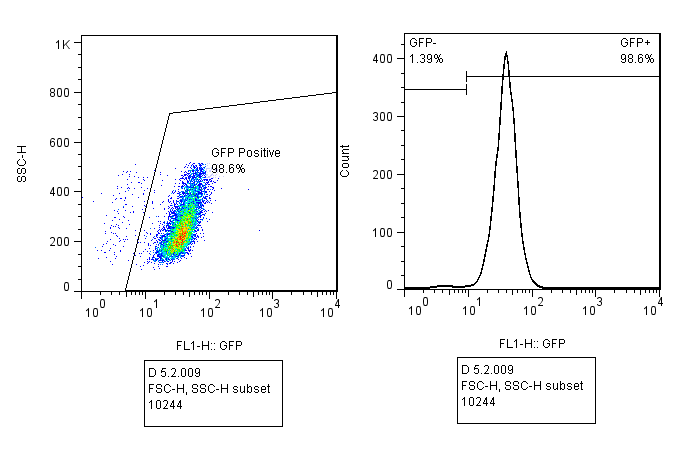 1K
800
600
400
200
0
SSC-H
GFP Positive
98.6%
10^0
10^1
10^2
10^3
10^4
FL1-H:: GFP
D 5.2.009
FSC-H, SSC-H subset
10244
400
300
200
100
0
Count
GFP-
1.39%
GFP+
98.6%
10^0
10^1
10^2
10^3
10^4
FL1-H:: GFP
D 5.2.009
FSC-H, SSC-H subset
10244